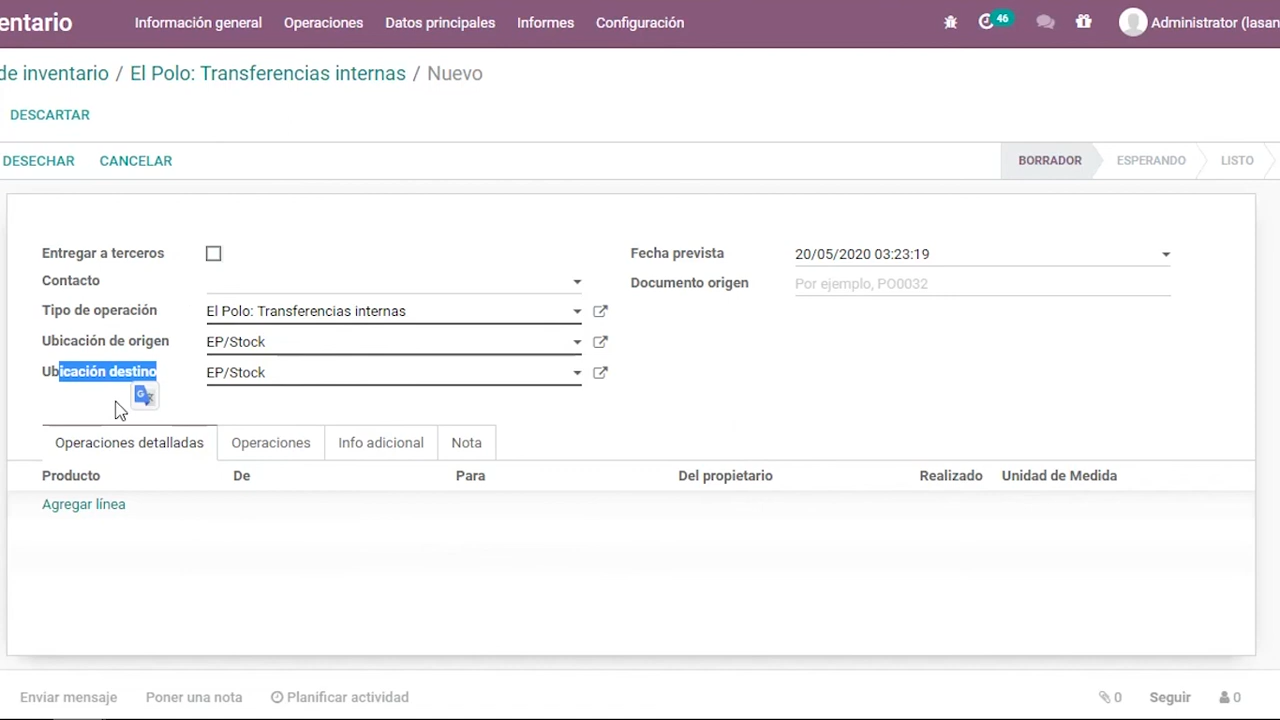 entario Información general Operaciones Datos principales Informes Configuración 46 Administrator (lasan
de inventario / El Polo: Transferencias internas / Nuevo
DESCARTAR
DESECHAR CANCELAR BORRADOR ESPERANDO LISTO
Entregar a terceros Fecha prevista 20/05/2020 03:23:19
Contacto Documento origen Por ejemplo, PO0032
Tipo de operación El Polo: Transferencias internas
Ubicación de origen EP/Stock
Ubicación destino EP/Stock
Operaciones detalladas Operaciones Info adicional Nota
Producto De Para Del propietario Realizado Unidad de Medida
Agregar línea
Enviar mensaje Poner una nota Planificar actividad 0 Seguir 0